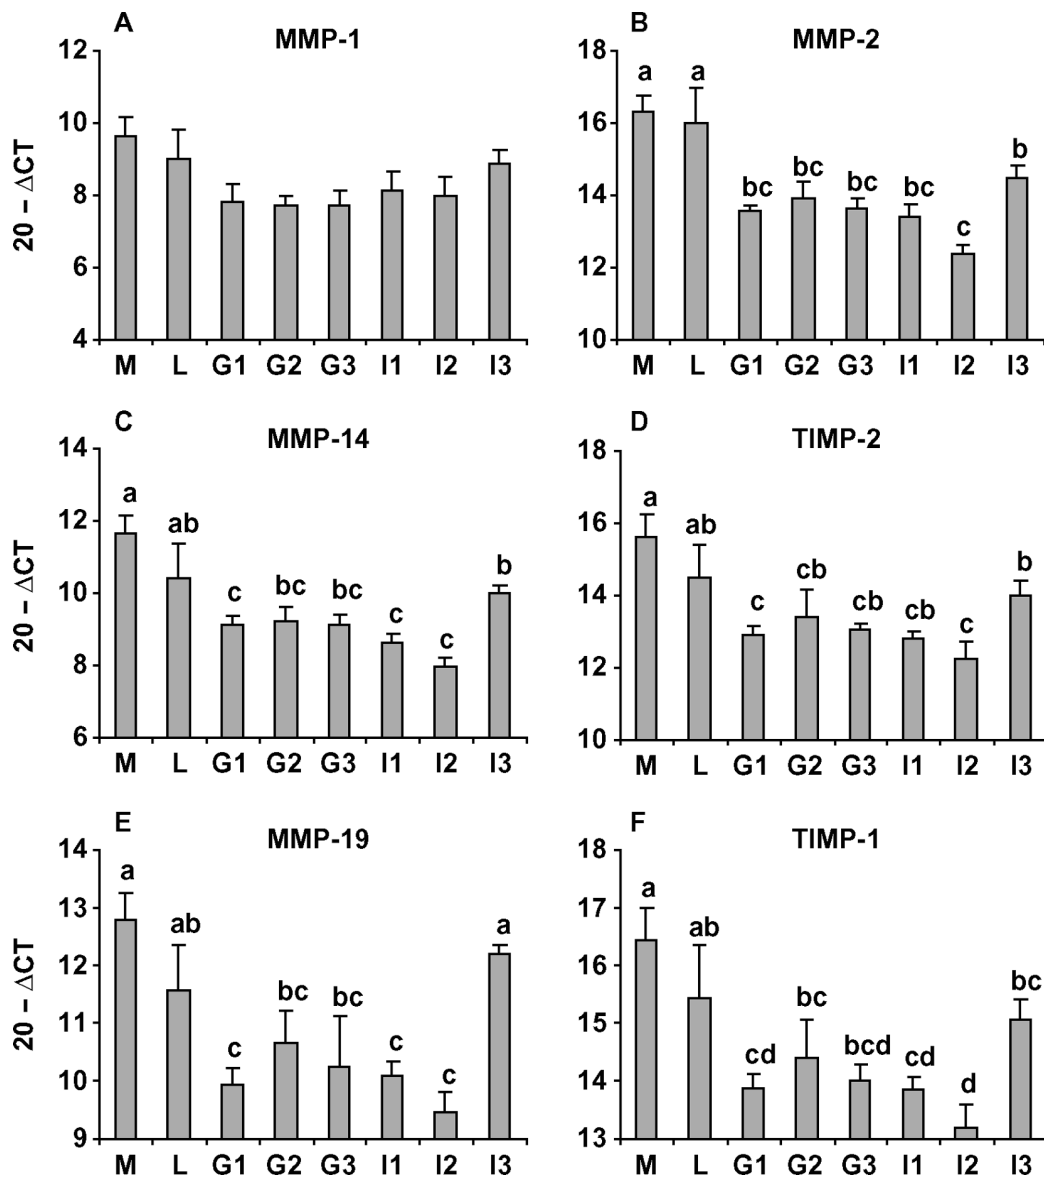 A
MMP-1
12
10
8
6
4
20 – ΔCT
M L G1 G2 G3 I1 I2 I3
B
MMP-2
18
16
14
12
10
a a bc bc bc bc c b
M L G1 G2 G3 I1 I2 I3
C
MMP-14
14
12
10
8
6
20 – ΔCT
a ab c bc bc c c b
M L G1 G2 G3 I1 I2 I3
D
TIMP-2
18
16
14
12
10
a ab c cb cb cb c b
M L G1 G2 G3 I1 I2 I3
E
MMP-19
14
13
12
11
10
9
20 – ΔCT
a ab c bc bc c c a
M L G1 G2 G3 I1 I2 I3
F
TIMP-1
18
17
16
15
14
13
a ab cd bc bcd cd d bc
M L G1 G2 G3 I1 I2 I3